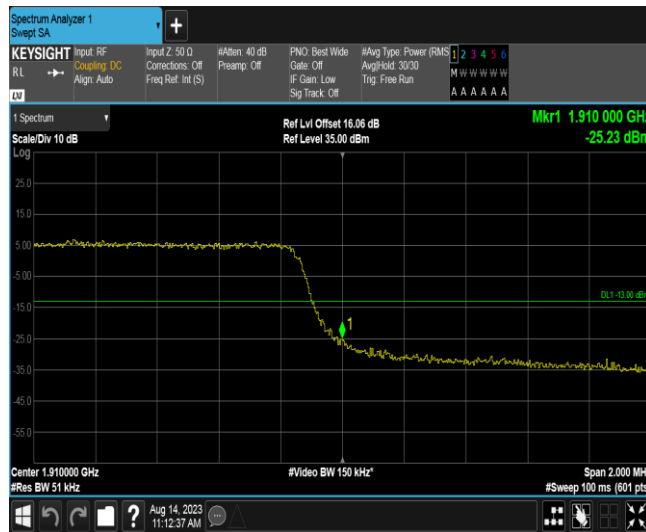 Spectrum Analyzer 1
Swept SA
+
KEYSIGHT
RL
LXI
Input: RF
Coupling: DC
Align: Auto
Input Z: 50 Ω
Corrections: Off
Freq Ref: Int (S)
#Atten: 40 dB
Preamp: Off
PNO: Best Wide
Gate: Off
IF Gain: Low
Sig Track: Off
#Avg Type: Power (RMS
Avg|Hold: 30/30
Trig: Free Run
1 2 3 4 5 6
M W W W W W
A A A A A A
1 Spectrum
Scale/Div 10 dB
Log
Ref Lvl Offset 16.06 dB
Ref Level 35.00 dBm
Mkr1 1.910 000 GHz
-25.23 dBm
25.0
15.0
5.00
-5.00
-15.0
-25.0
-35.0
-45.0
-55.0
DL1 -13.00 dBm
1
Center 1.910000 GHz
#Res BW 51 kHz
#Video BW 150 kHz*
Span 2.000 MH
#Sweep 100 ms (601 pts
?
Aug 14, 2023
11:12:37 AM